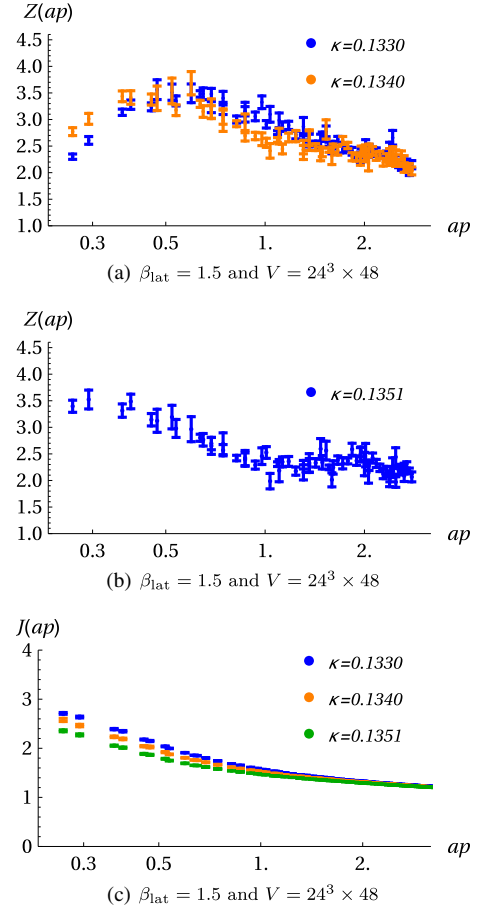 Z(ap)
4.5
4.0
3.5
3.0
2.5
2.0
1.0
κ=0.1330
κ=0.1340
0.3
0.5
1.
2.
ap
(a) βlat = 1.5 and V = 24³ × 48
Z(ap)
4.5
4.0
3.5
3.0
2.5
2.0
1.0
κ=0.1351
0.3
0.5
1.
2.
ap
(b) βlat = 1.5 and V = 24³ × 48
J(ap)
4
3
2
1
0
κ=0.1330
κ=0.1340
κ=0.1351
0.3
0.5
1.
2.
ap
(c) βlat = 1.5 and V = 24³ × 48